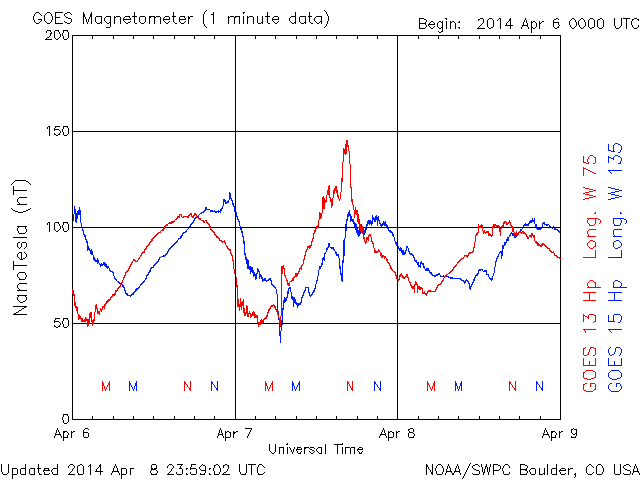 GOES Magnetometer (1 minute data)
Begin: 2014 Apr 6 0000 UTC
200
150
100
50
0
NanoTesla (nT)
M M N N M M N N M M N N
Apr 6 Apr 7 Apr 8 Apr 9
Universal Time
GOES 13 Hp Long. W 75
GOES 15 Hp Long. W 135
Updated 2014 Apr 8 23:59:02 UTC
NOAA/SWPC Boulder, CO USA